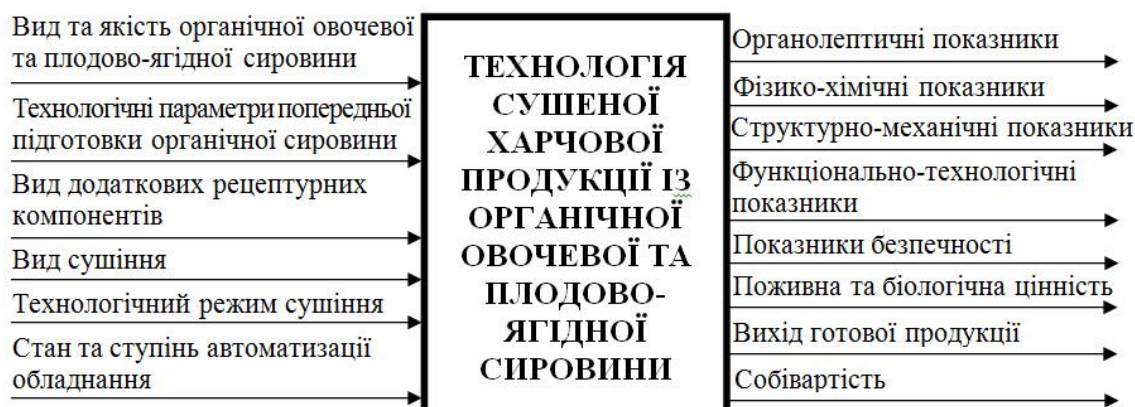 Вид та якість органічної овочевої
та плодово-ягідної сировини
Технологічні параметри попередньої
підготовки органічної сировини
Вид додаткових рецептурних
компонентів
Вид сушіння
Технологічний режим сушіння
Стан та ступінь автоматизації
обладнання
ТЕХНОЛОГІЯ
СУШЕНОЇ
ХАРЧОВОЇ
ПРОДУКЦІЇ ІЗ
ОРГАНІЧНОЇ
ОВОЧЕВОЇ ТА
ПЛОДОВО-
ЯГІДНОЇ
СИРОВИНИ
Органолептичні показники
Фізико-хімічні показники
Структурно-механічні показники
Функціонально-технологічні
показники
Показники безпечності
Поживна та біологічна цінність
Вихід готової продукції
Собівартість